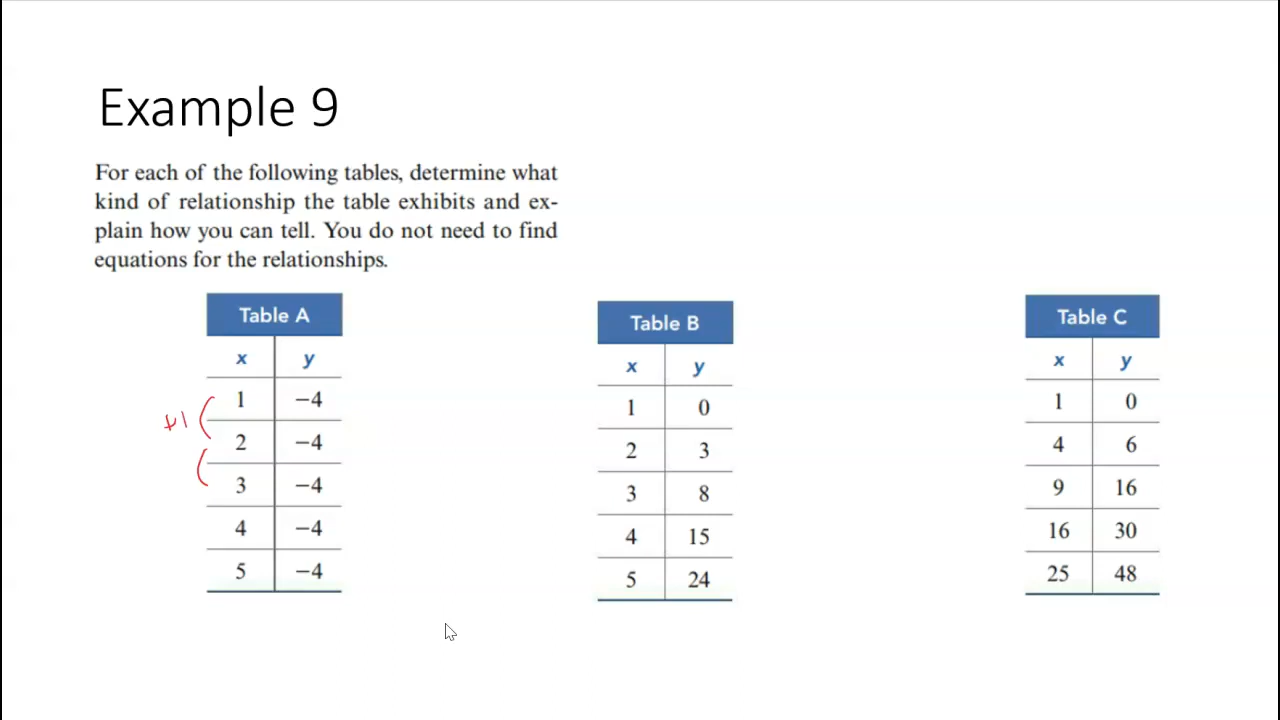 Example 9
For each of the following tables, determine what
kind of relationship the table exhibits and ex-
plain how you can tell. You do not need to find
equations for the relationships.
Table A
x y
1 −4
2 −4
3 −4
4 −4
5 −4
+1
Table B
x y
1 0
2 3
3 8
4 15
5 24
Table C
x y
1 0
4 6
9 16
16 30
25 48